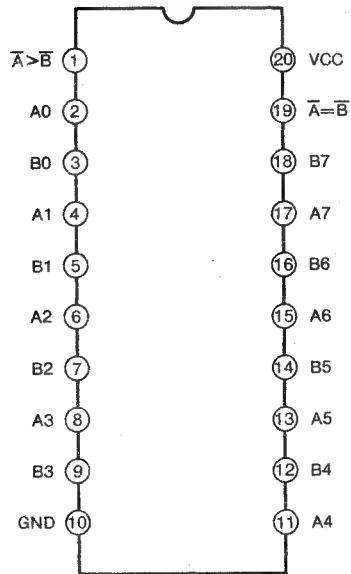 A̅>B̅ 1 20 VCC
A0 2 19 A̅=B̅
B0 3 18 B7
A1 4 17 A7
B1 5 16 B6
A2 6 15 A6
B2 7 14 B5
A3 8 13 A5
B3 9 12 B4
GND 10 11 A4